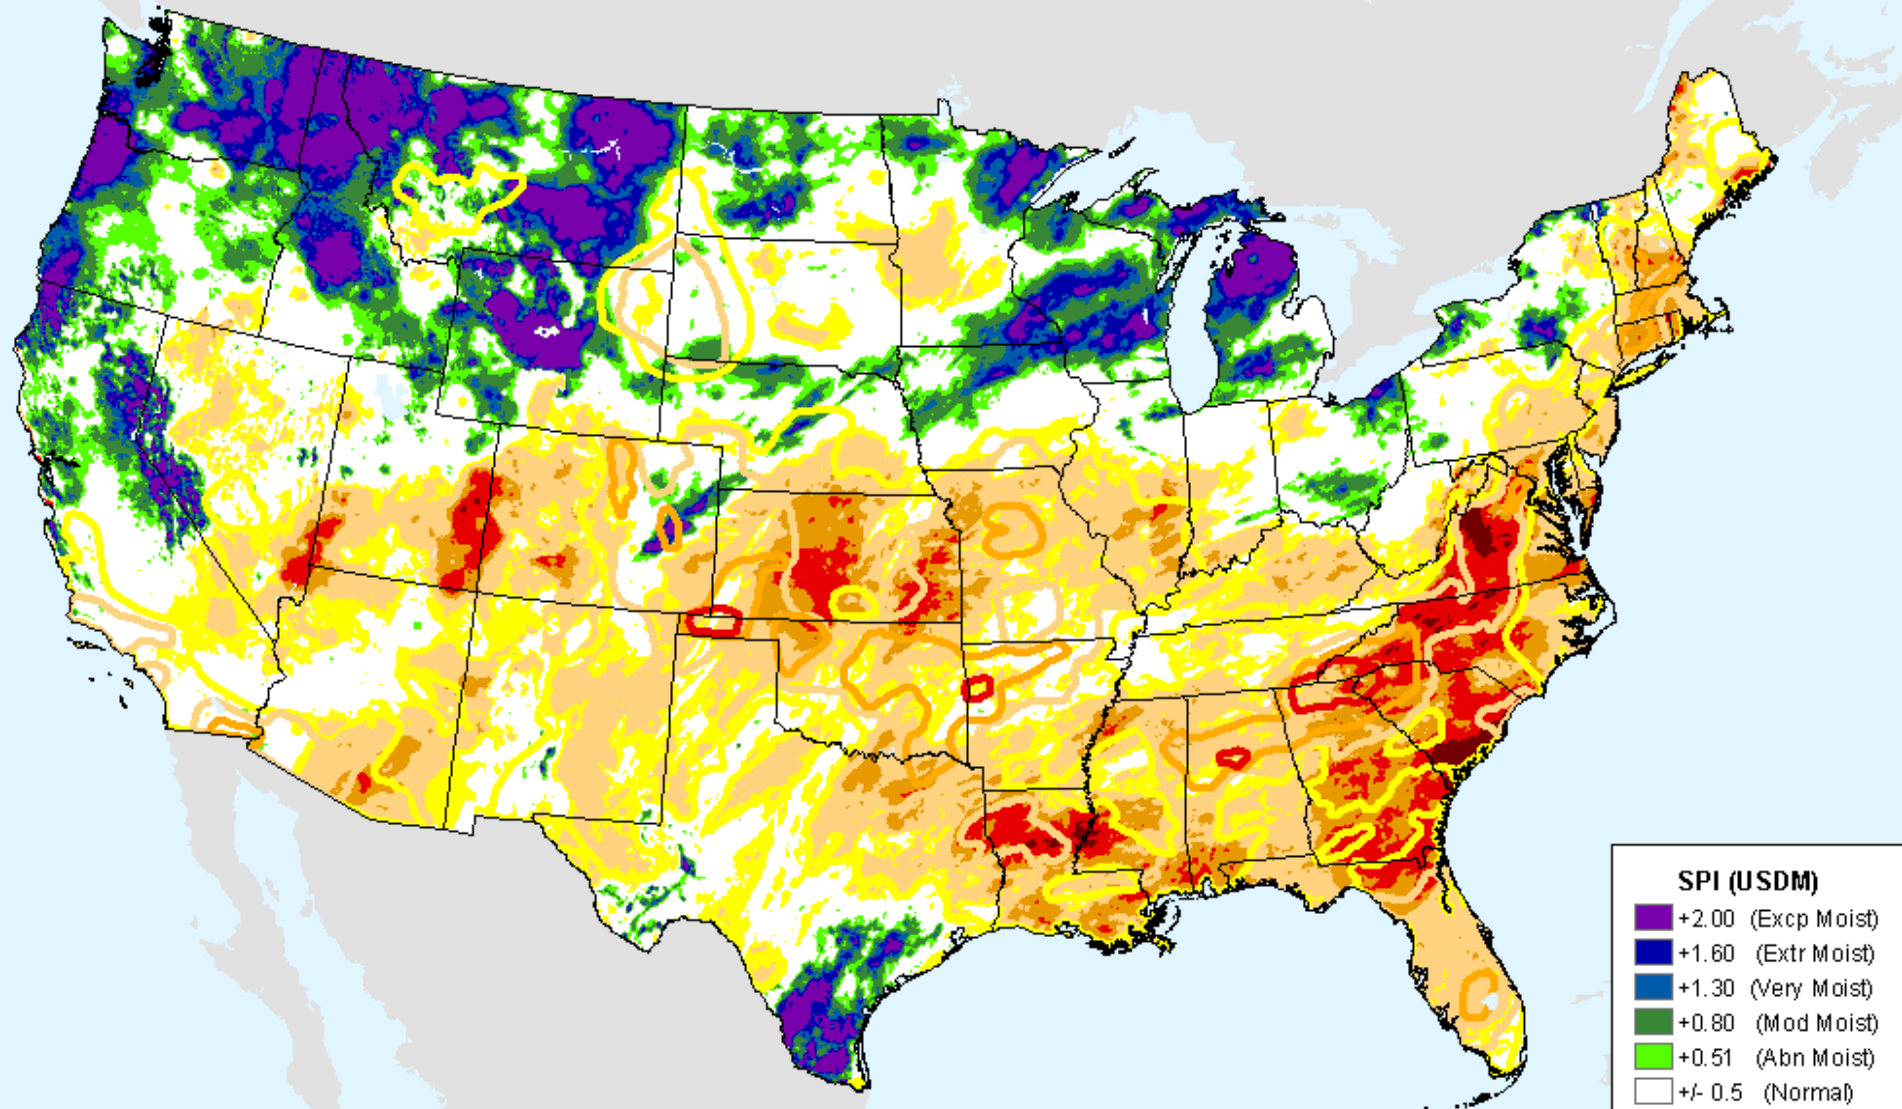 SPI (USDM)
+2.00 (Excp Moist)
+1.60 (Extr Moist)
+1.30 (Very Moist)
+0.80 (Mod Moist)
+0.51 (Abn Moist)
+/- 0.5 (Normal)